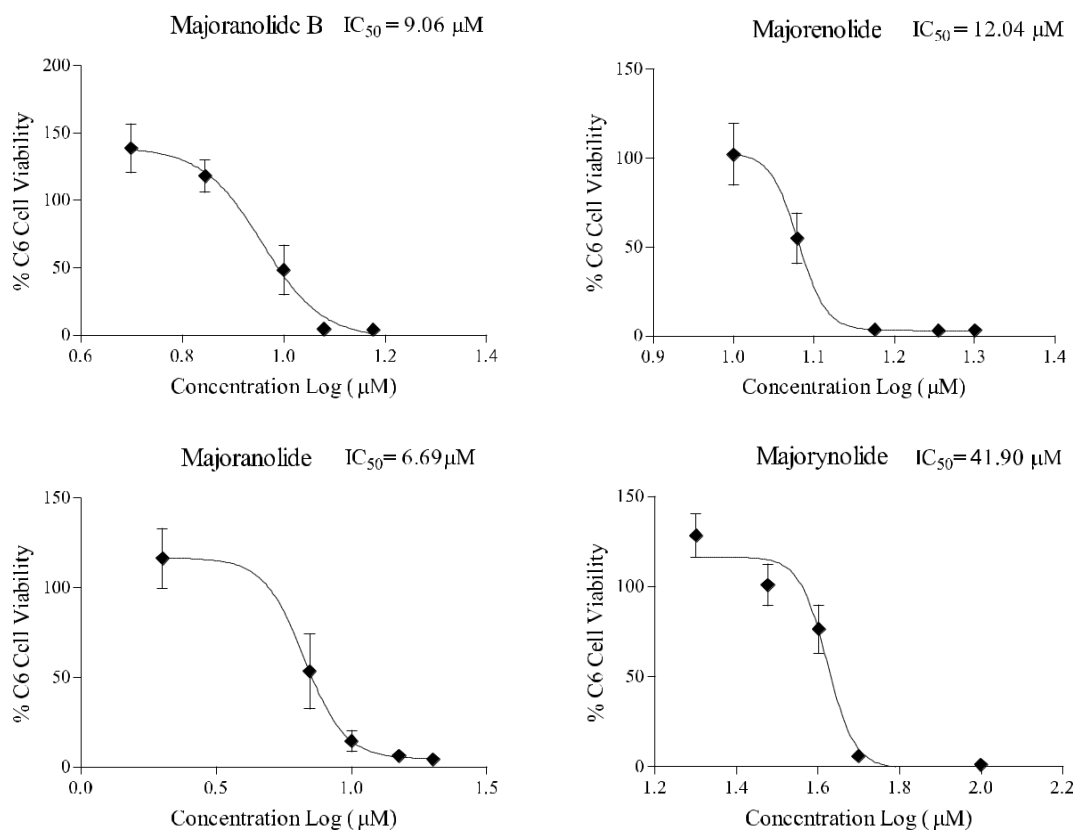 Majoranolide B IC50 = 9.06 μM
% C6 Cell Viability
200
150
100
50
0
0.6 0.8 1.0 1.2 1.4
Concentration Log ( μM)
Majorenolide IC50 = 12.04 μM
% C6 Cell Viability
150
100
50
0
0.9 1.0 1.1 1.2 1.3 1.4
Concentration Log ( μM)
Majoranolide IC50 = 6.69 μM
% C6 Cell Viability
150
100
50
0
0.0 0.5 1.0 1.5
Concentration Log ( μM)
Majorynolide IC50 = 41.90 μM
% C6 Cell Viability
150
100
50
0
1.2 1.4 1.6 1.8 2.0 2.2
Concentration Log ( μM)